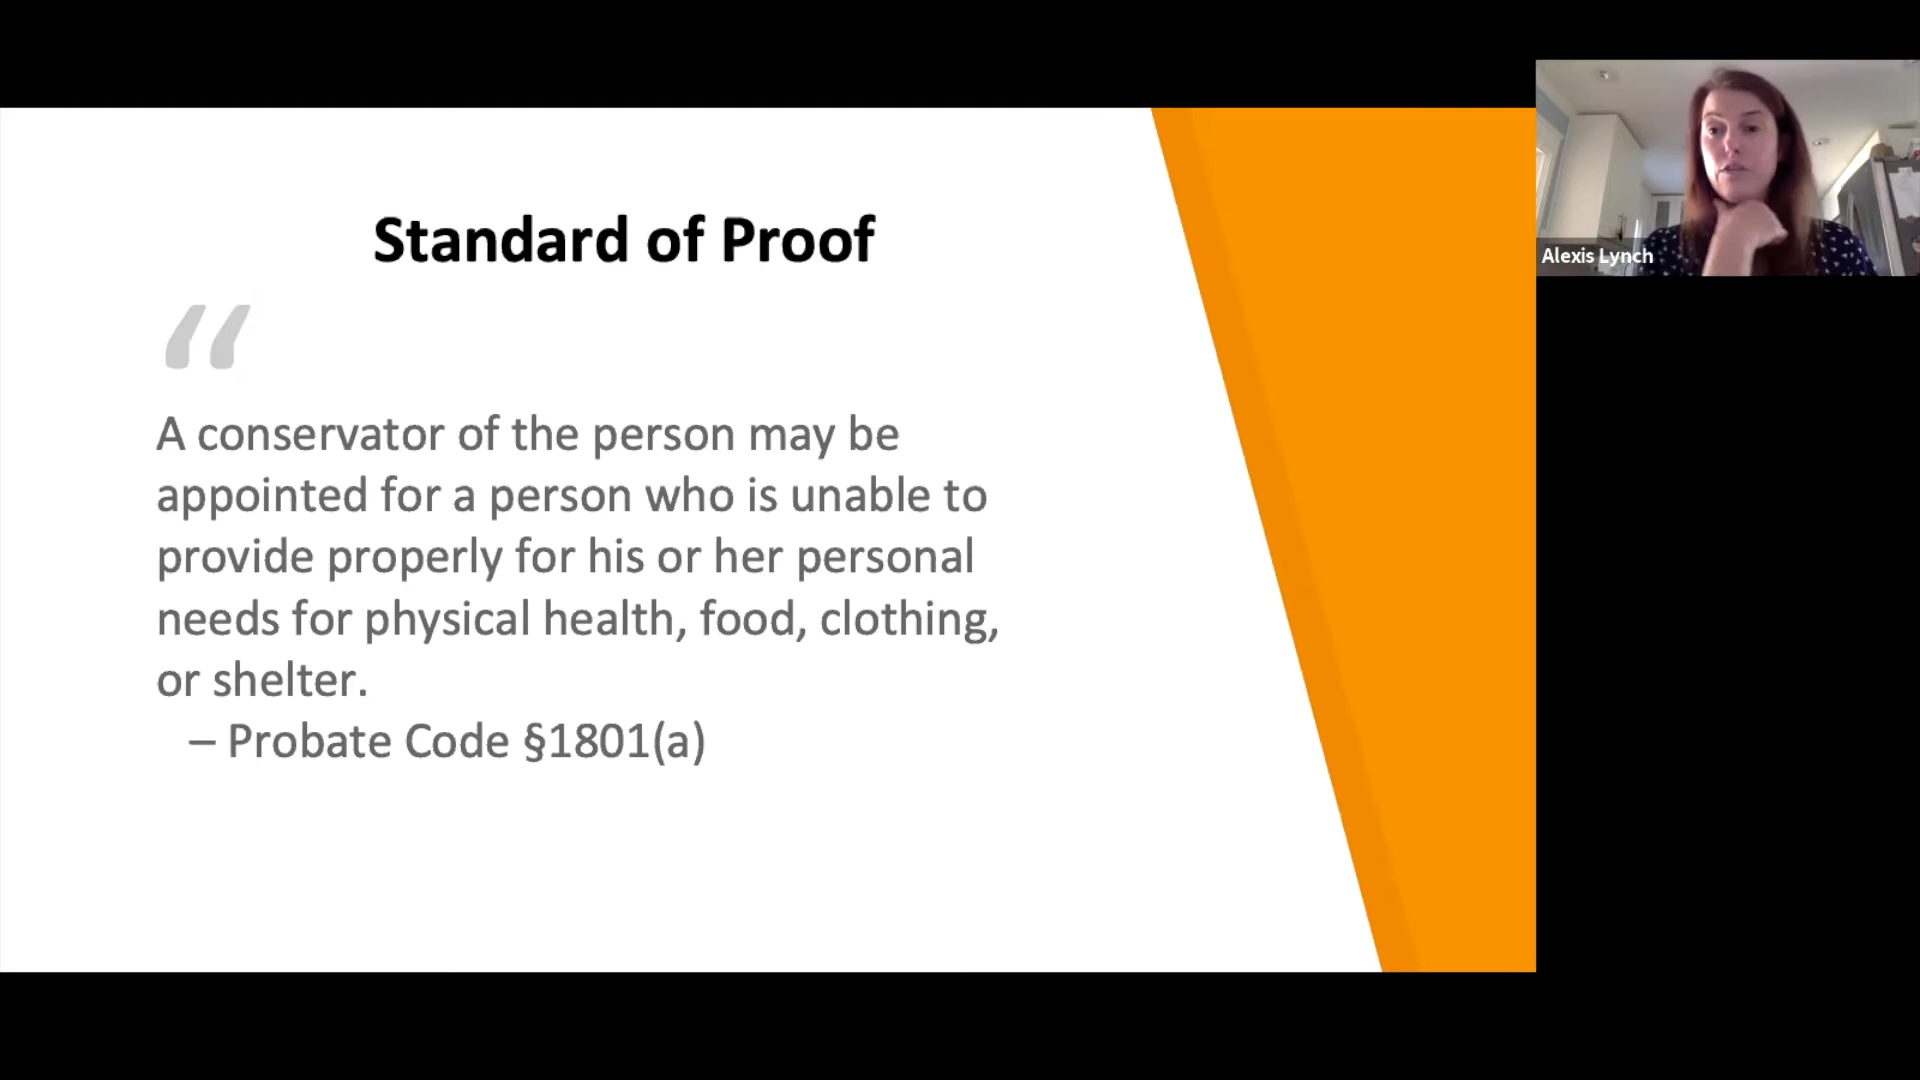 Standard of Proof
“
A conservator of the person may be
appointed for a person who is unable to
provide properly for his or her personal
needs for physical health, food, clothing,
or shelter.
– Probate Code §1801(a)
Alexis Lynch